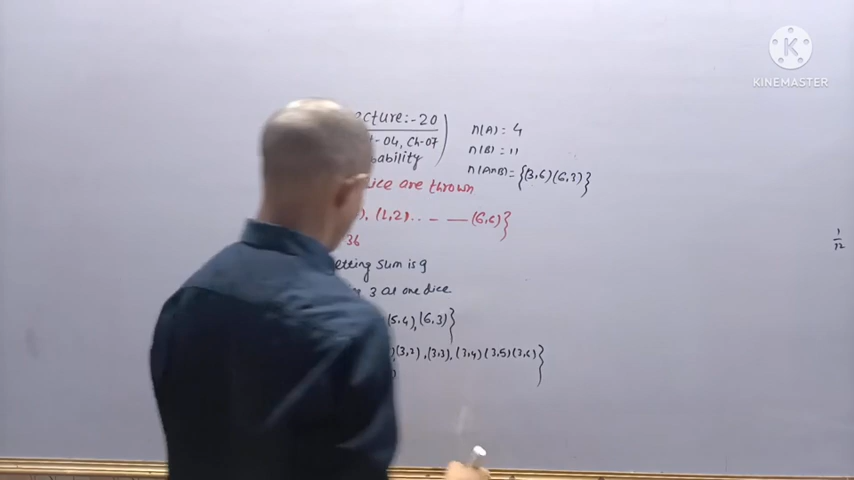 ecture:-20
t-04, Ch-07
bability
n(A) = 4
n(B) = 11
n(A∩B) = {(3,6)(6,3)}
ice are thrown
), (1,2)..- —(6,6)}
36
etting sum is 9
3 at one dice
(5,4),(6,3)}
)(3,2),(3,3),(3,4)(3,5)(3,6)}
1/12
KINEMASTER